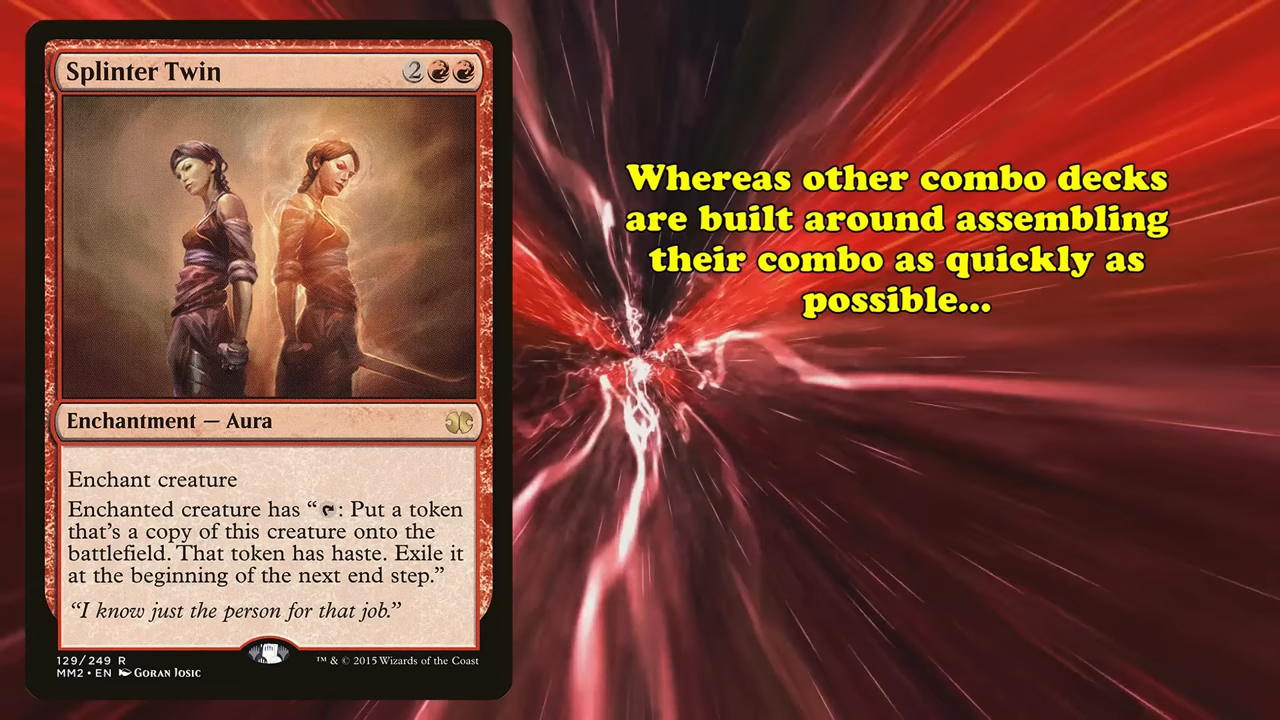 Splinter Twin 2
Enchantment — Aura
Enchant creature
Enchanted creature has “: Put a token
that’s a copy of this creature onto the
battlefield. That token has haste. Exile it
at the beginning of the next end step.”
“I know just the person for that job.”
129/249 R
MM2 • EN Goran Josic
™ & © 2015 Wizards of the Coast
Whereas other combo decks
are built around assembling
their combo as quickly as
possible...